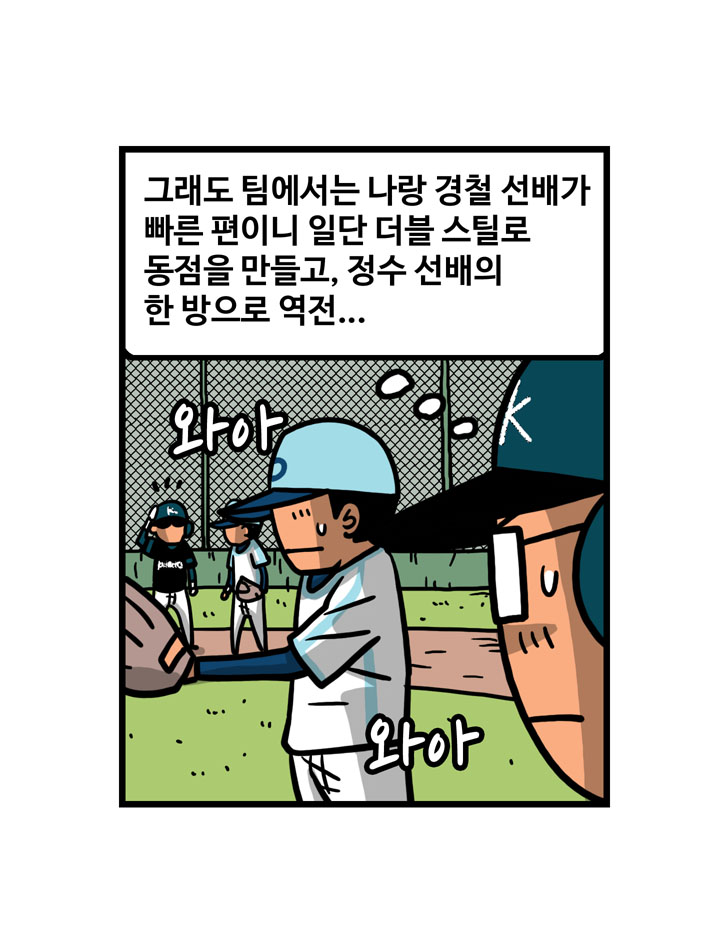 그래도 팀에서는 나랑 경철 선배가
빠른 편이니 일단 더블 스틸로
동점을 만들고, 정수 선배의
한 방으로 역전...
와아
K
K
와아